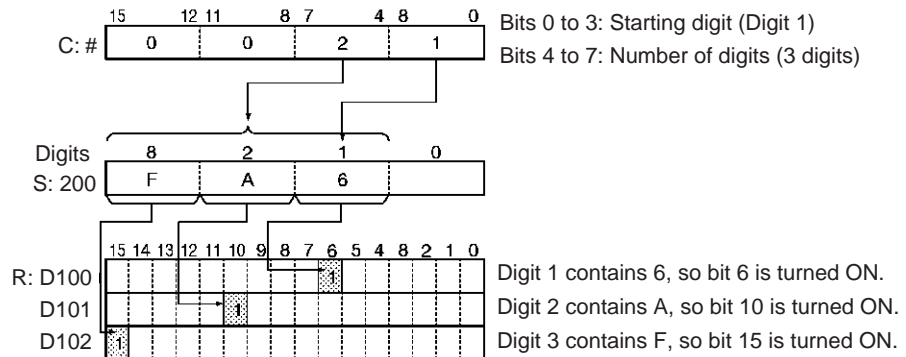 15 12 11 8 7 4 8 0
C: # 0 0 2 1
Bits 0 to 3: Starting digit (Digit 1)
Bits 4 to 7: Number of digits (3 digits)
Digits 8 2 1 0
S: 200 F A 6
15 14 13 12 11 10 9 8 7 6 5 4 8 2 1 0
R: D100 1 Digit 1 contains 6, so bit 6 is turned ON.
D101 1 Digit 2 contains A, so bit 10 is turned ON.
D102 1 Digit 3 contains F, so bit 15 is turned ON.